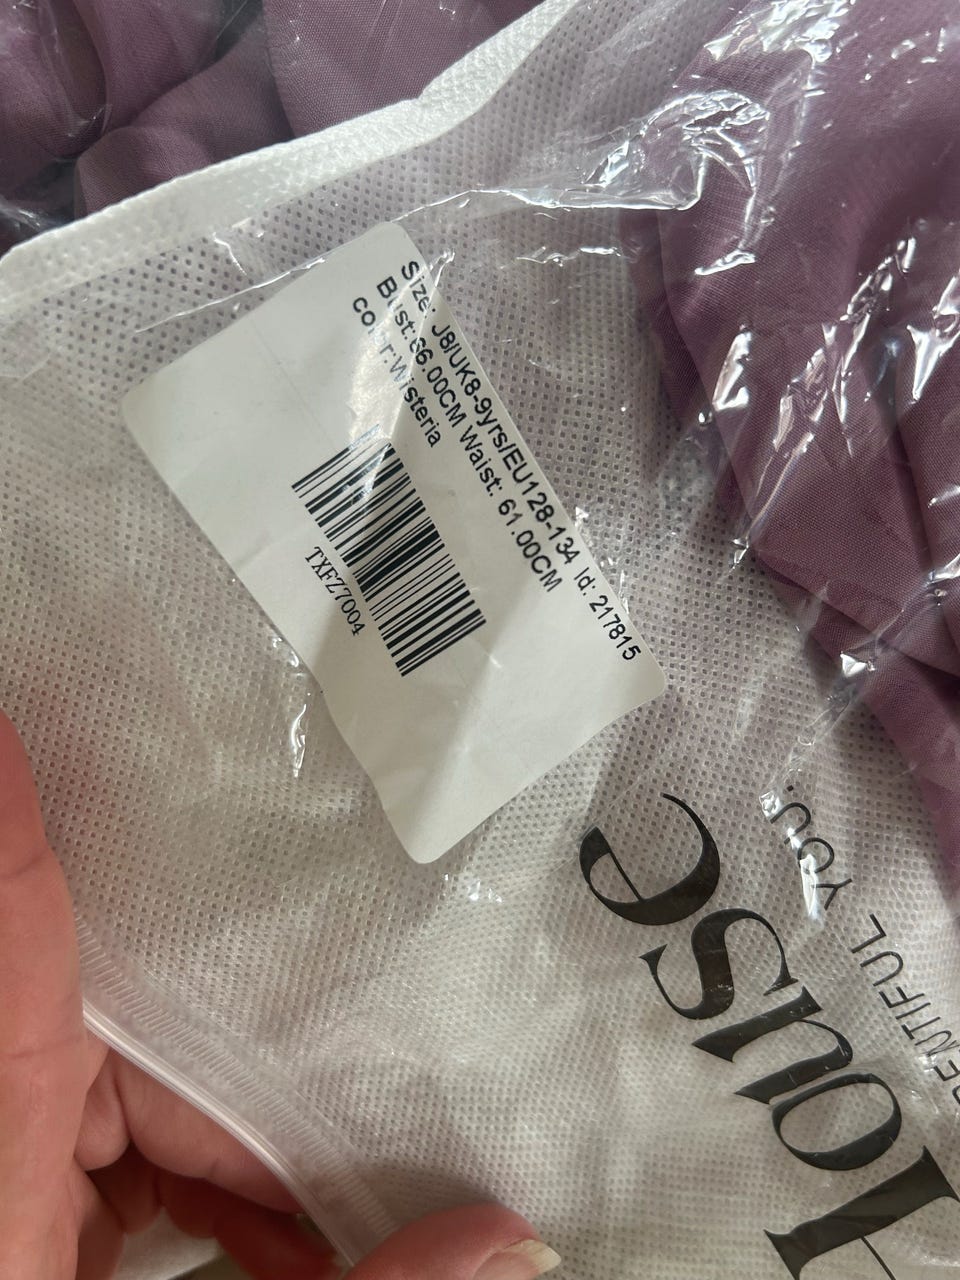 Size: J8/UK8-9yrs/EU128-134 Id: 217815
Bust:66.00CM Waist: 61.00CM
color:Wisteria
TXFZ7004
House
YOU.
BEAUTIFUL